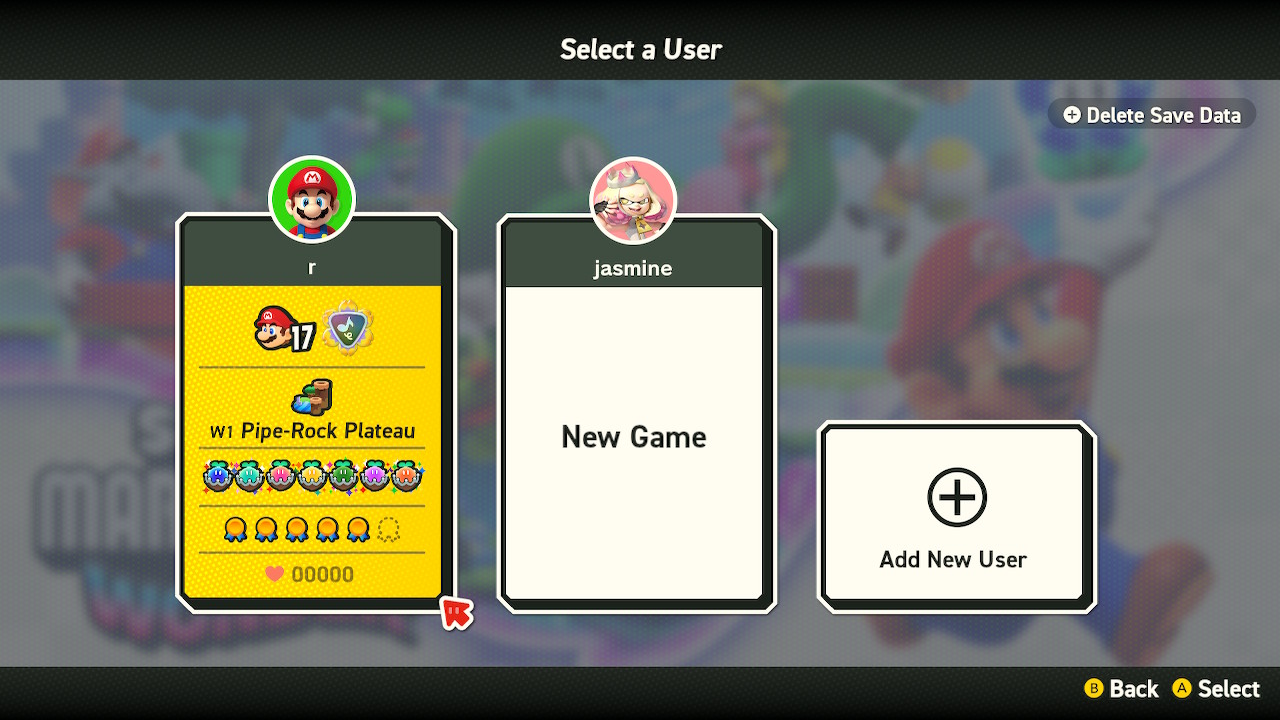 Select a User
Delete Save Data
r
jasmine
17
W1 Pipe-Rock Plateau
New Game
00000
Add New User
B Back A Select